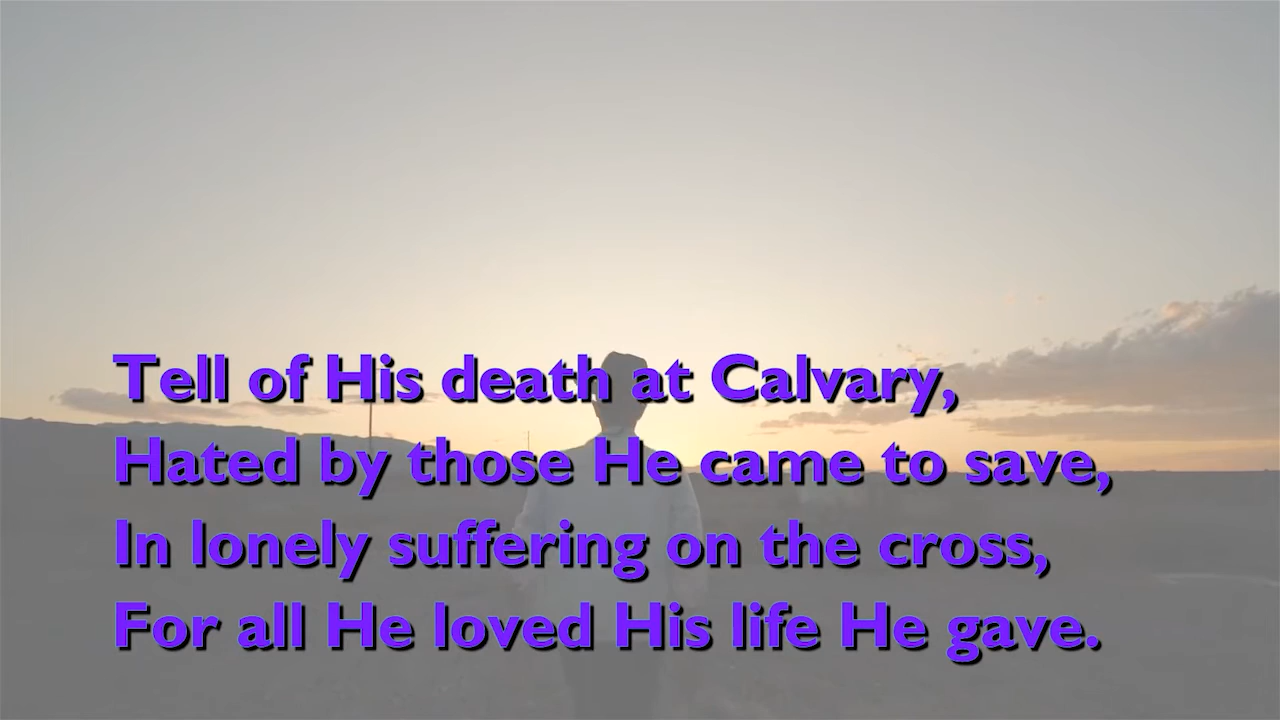 Tell of His death at Calvary,
Hated by those He came to save,
In lonely suffering on the cross,
For all He loved His life He gave.